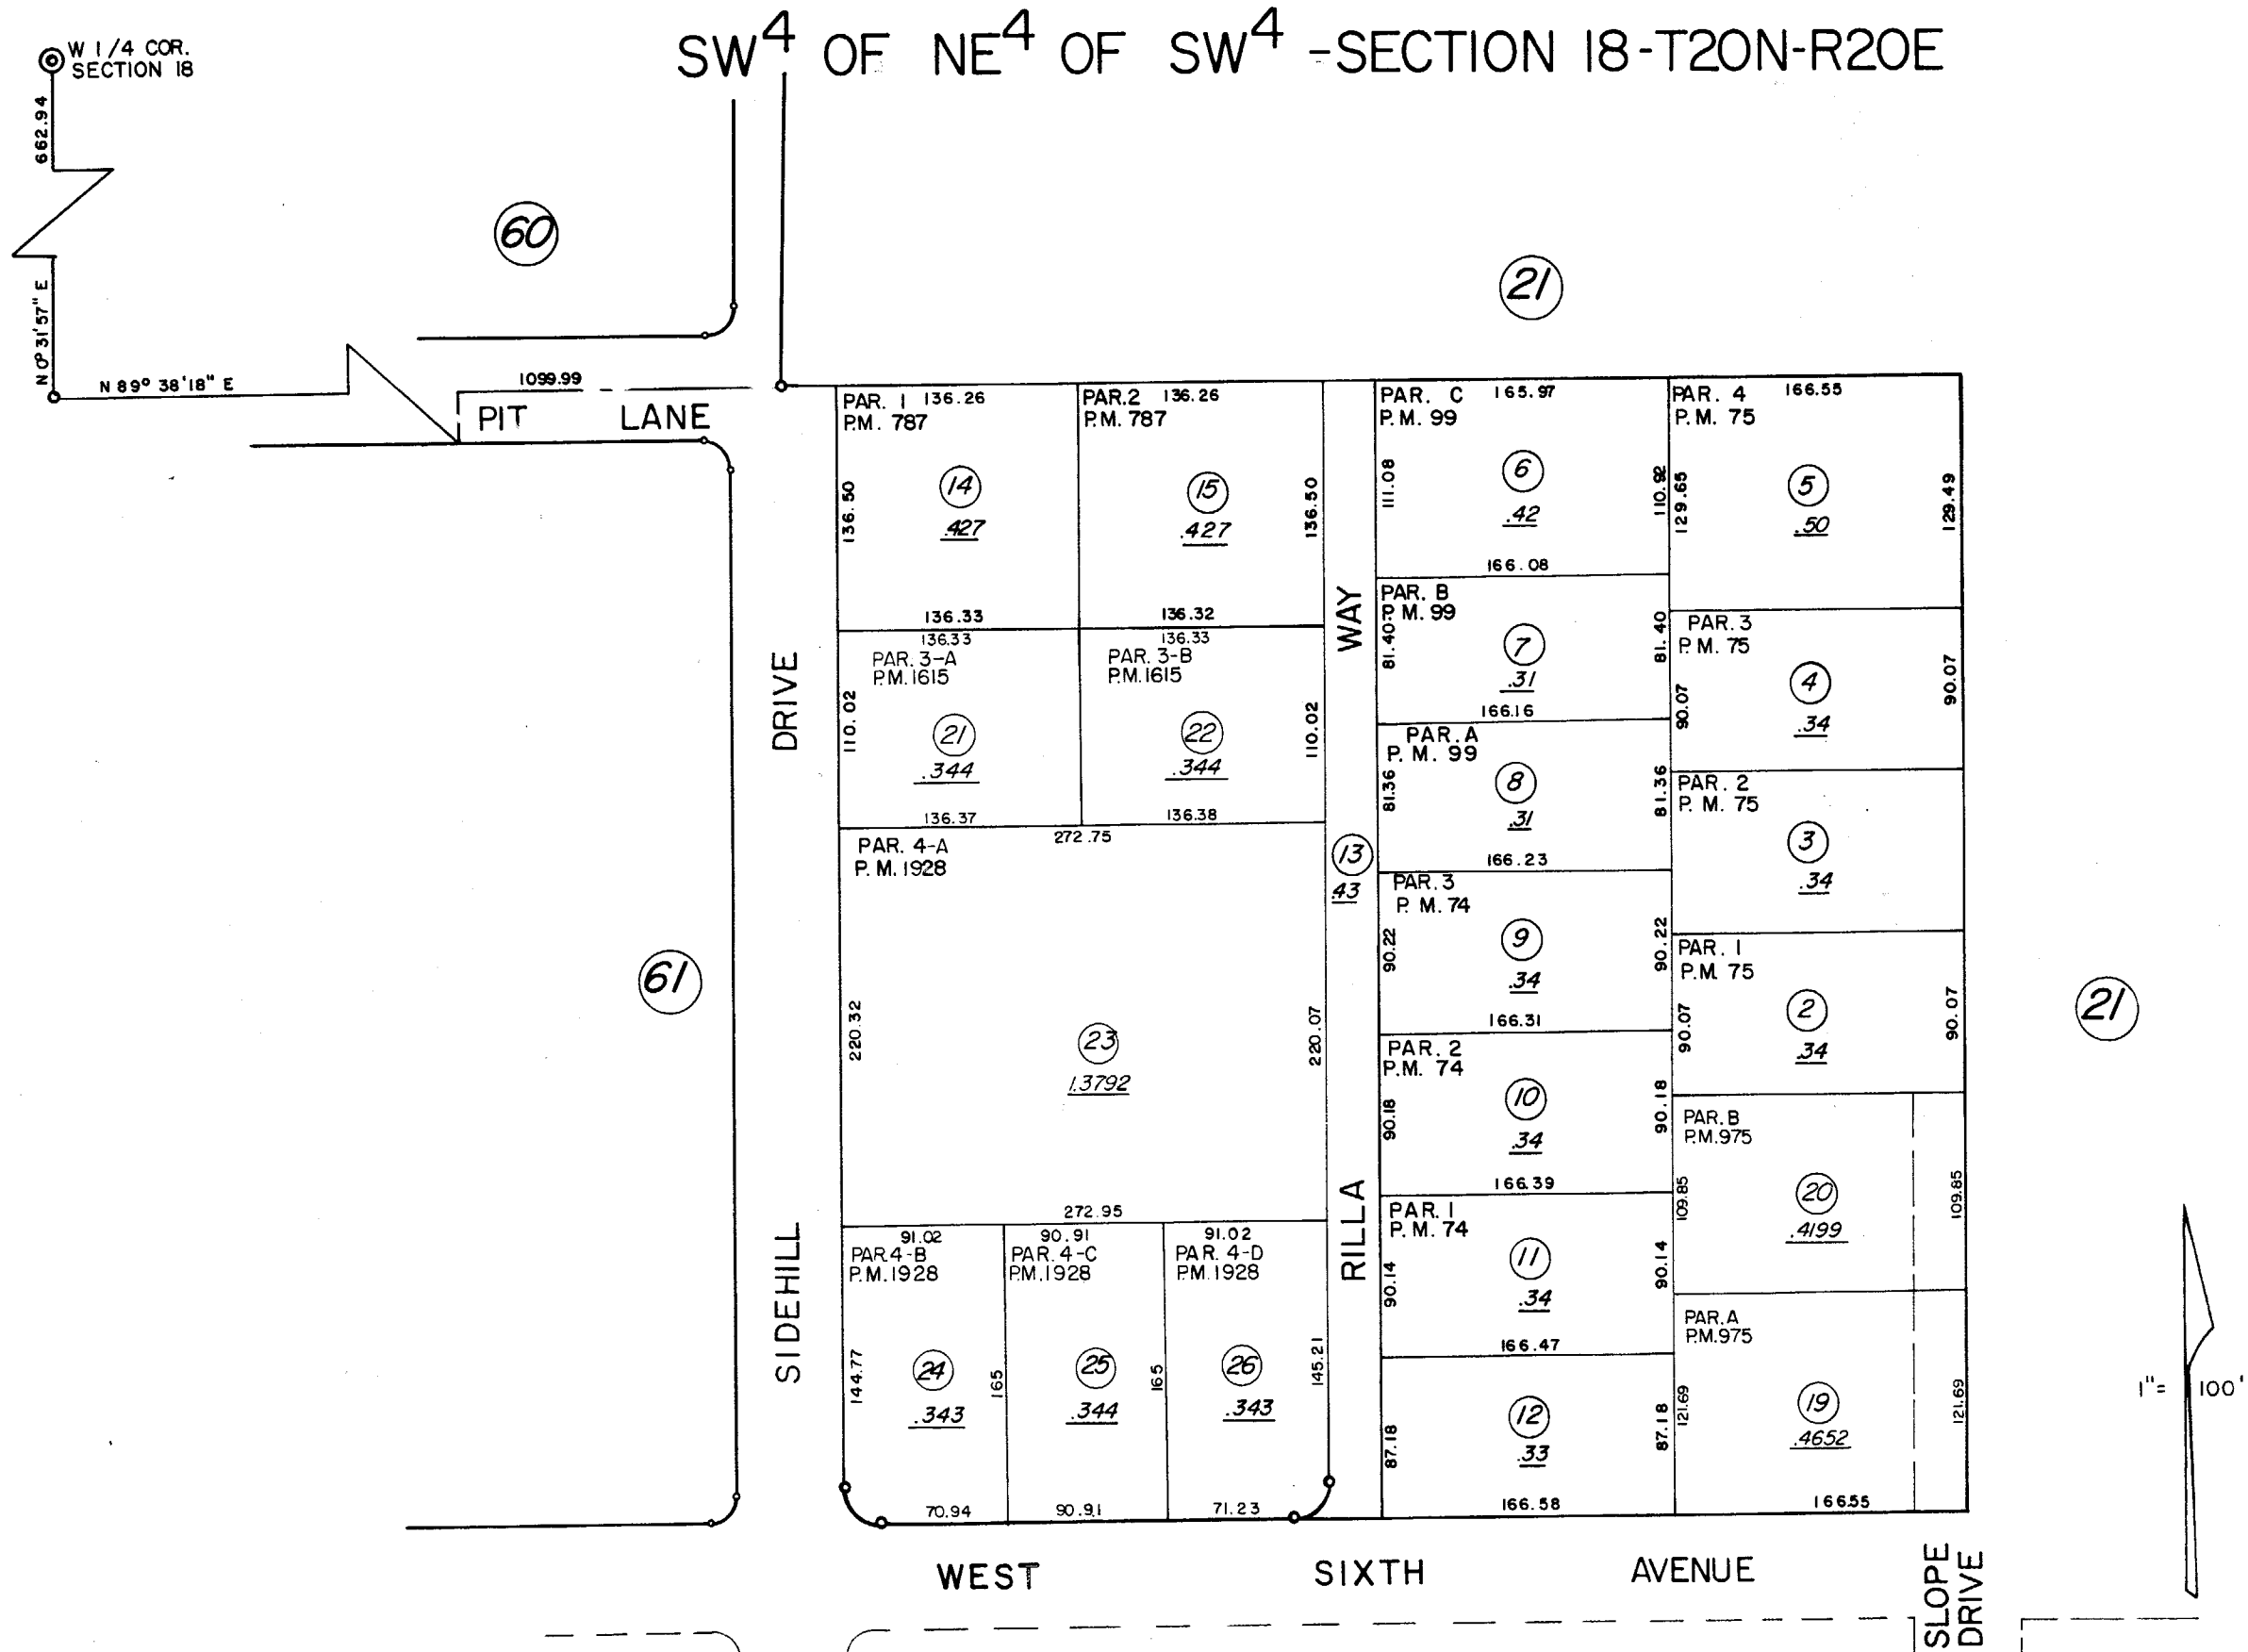 SW4 OF NE4 OF SW4 -SECTION 18-T20N-R20E
W 1/4 COR.
SECTION 18
662.94
N 0° 31'57" E
N 89° 38'18" E
1099.99
PIT LANE
60
21
61
21
SIDEHILL DRIVE
PAR. 1 136.26
P.M. 787
136.50
14
.427
136.33
PAR.2 136.26
P.M. 787
15
136.50
.427
136.32
136.33
PAR. 3-A
P.M.1615
110.02
21
.344
136.37
136.33
PAR. 3-B
P.M.1615
22
110.02
.344
136.38
272.75
PAR. 4-A
P.M.1928
220.32
220.07
23
1.3792
272.95
91.02
PAR.4-B
P.M.1928
144.77
24
.343
165
70.94
90.91
PAR. 4-C
P.M.1928
25
.344
165
90.91
91.02
PAR. 4-D
P.M.1928
26
.343
145.21
71.23
RILLA WAY
13
.43
PAR. C 165.97
P.M. 99
111.08
6
.42
110.92
166.08
PAR. B
P.M. 99
81.40
7
.31
81.40
166.16
PAR.A
P.M. 99
81.36
8
.31
81.36
166.23
PAR.3
P.M.74
90.22
9
.34
90.22
166.31
PAR.2
P.M. 74
90.18
10
.34
90.18
166.39
PAR.1
P.M.74
90.14
11
.34
90.14
166.47
87.18
12
.33
87.18
166.58
PAR. 4 166.55
P.M. 75
129.65
5
.50
129.49
PAR. 3
P.M. 75
90.07
4
.34
90.07
PAR. 2
P.M. 75
3
.34
PAR. 1
P.M. 75
90.07
2
.34
90.07
PAR.B
P.M.975
109.85
20
.4199
109.85
PAR.A
P.M.975
121.69
19
.4652
121.69
166.55
1"= 100'
WEST SIXTH AVENUE
SLOPE
DRIVE